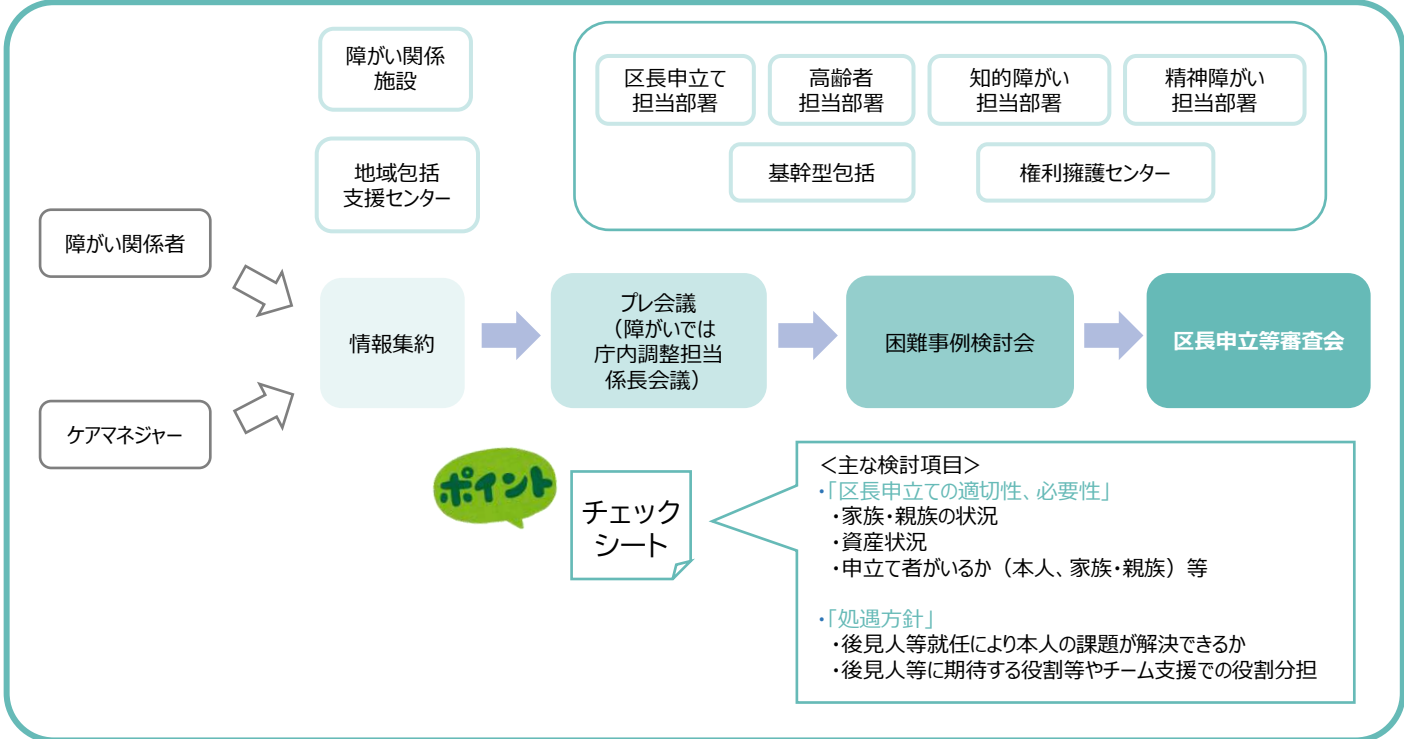 障がい関係
施設
地域包括
支援センター
区長申立て
担当部署
高齢者
担当部署
知的障がい
担当部署
精神障がい
担当部署
基幹型包括
権利擁護センター
障がい関係者
ケアマネジャー
情報集約
プレ会議
（障がいでは
庁内調整担当
係長会議）
困難事例検討会
区長申立等審査会
ポイント
チェック
シート
＜主な検討項目＞
・「区長申立ての適切性、必要性」
・家族・親族の状況
・資産状況
・申立て者がいるか（本人、家族・親族）等
・「処遇方針」
・後見人等就任により本人の課題が解決できるか
・後見人等に期待する役割等やチーム支援での役割分担